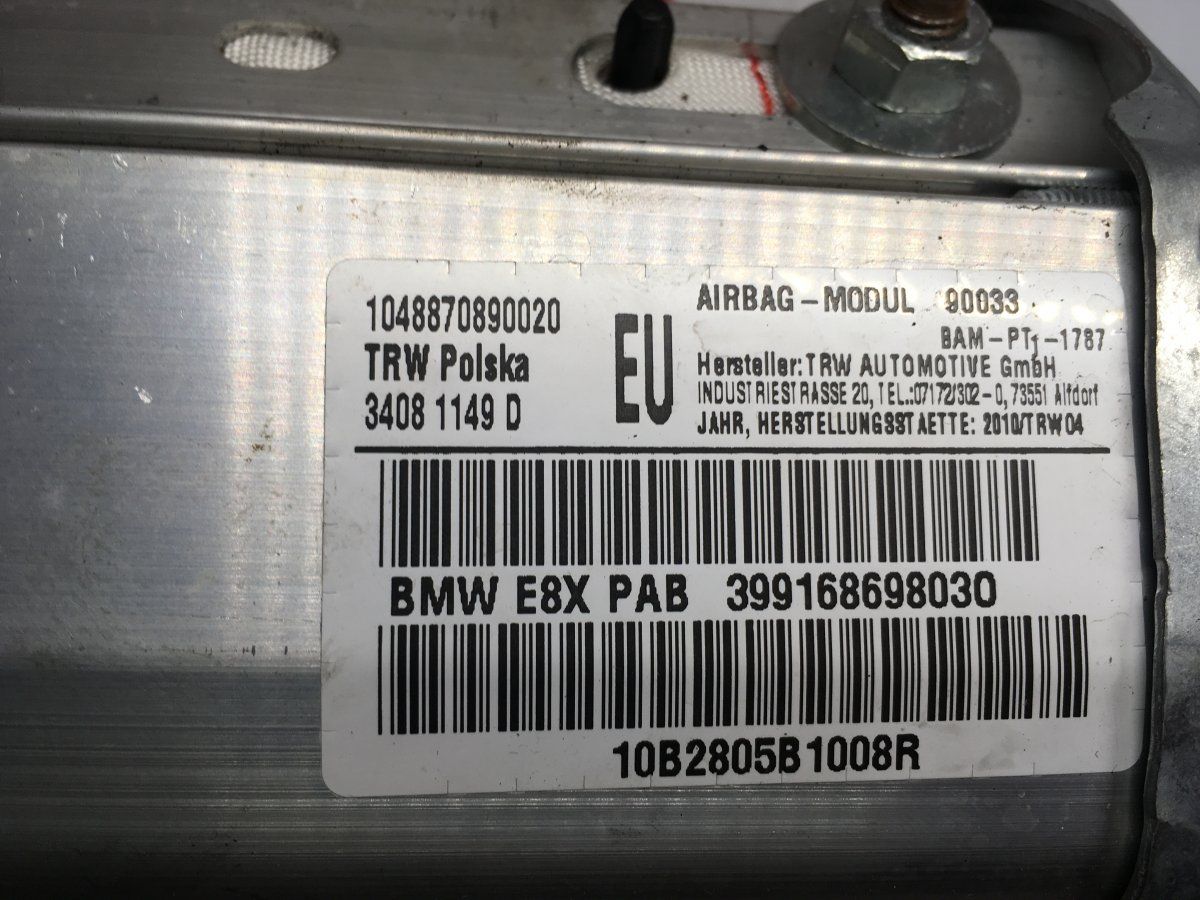 1048870890020
TRW Polska
3408 1149 D
EU
AIRBAG-MODUL 90033
BAM-PT1-1787
Hersteller: TRW AUTOMOTIVE GmbH
INDUSTRIESTRASSE 20, TEL.:07172/302-0, 73551 Alfdorf
JAHR, HERSTELLUNGSSTAETTE: 2010/TRW04
BMW E8X PAB 399168698030
10B2805B1008R